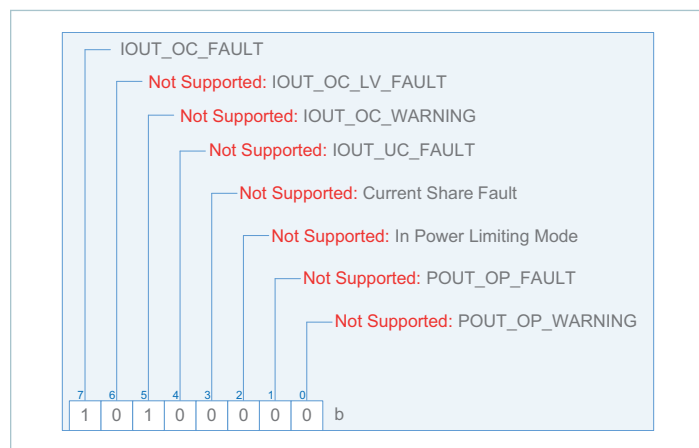 IOUT_OC_FAULT
Not Supported: IOUT_OC_LV_FAULT
Not Supported: IOUT_OC_WARNING
Not Supported: IOUT_UC_FAULT
Not Supported: Current Share Fault
Not Supported: In Power Limiting Mode
Not Supported: POUT_OP_FAULT
Not Supported: POUT_OP_WARNING
7 6 5 4 3 2 1 0
1 0 1 0 0 0 0 0 b